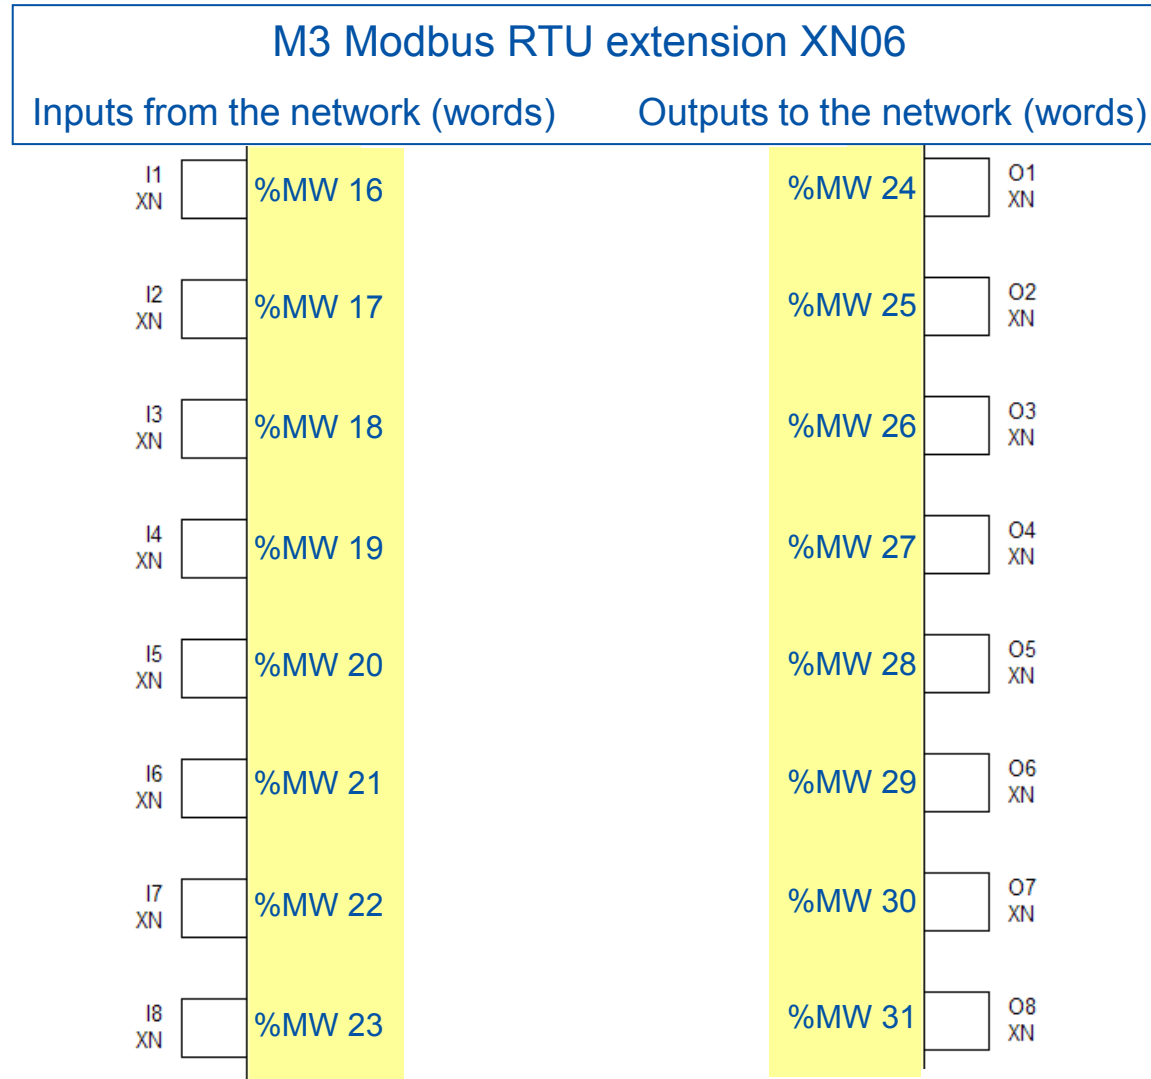 M3 Modbus RTU extension XN06
Inputs from the network (words) Outputs to the network (words)
I1
XN
%MW 16
%MW 24
O1
XN
I2
XN
%MW 17
%MW 25
O2
XN
I3
XN
%MW 18
%MW 26
O3
XN
I4
XN
%MW 19
%MW 27
O4
XN
I5
XN
%MW 20
%MW 28
O5
XN
I6
XN
%MW 21
%MW 29
O6
XN
I7
XN
%MW 22
%MW 30
O7
XN
I8
XN
%MW 23
%MW 31
O8
XN